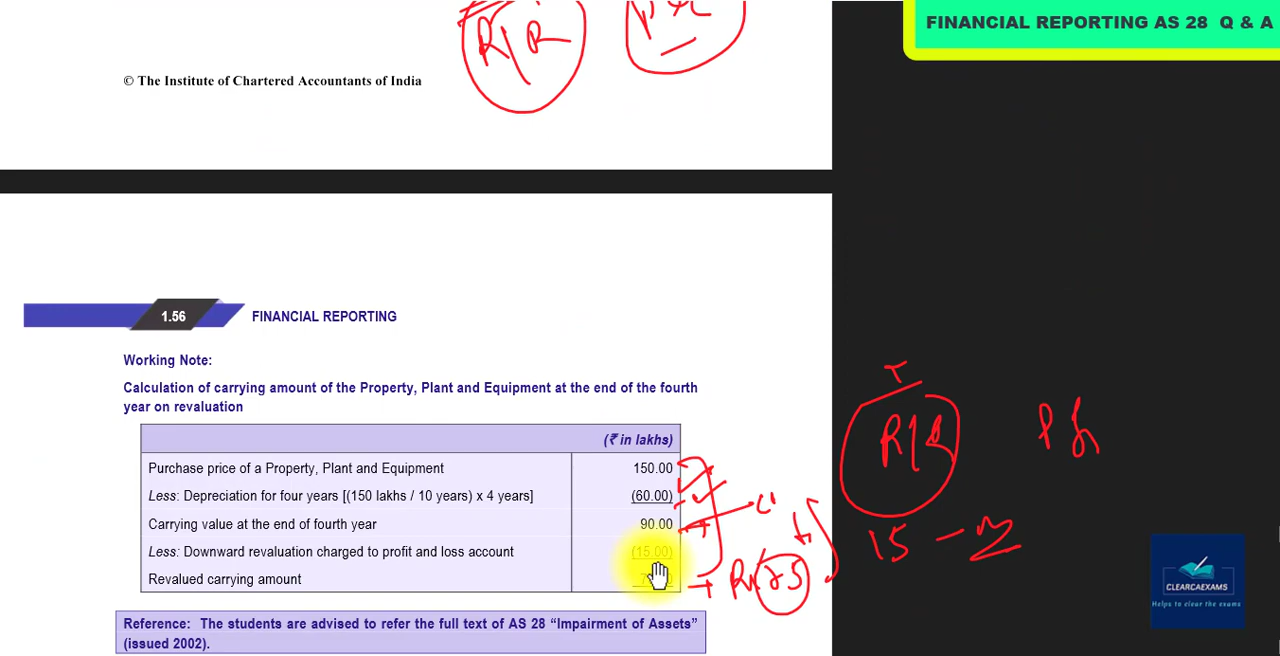 FINANCIAL REPORTING AS 28 Q & A
R/R
© The Institute of Chartered Accountants of India
1.56 FINANCIAL REPORTING
Working Note:
Calculation of carrying amount of the Property, Plant and Equipment at the end of the fourth
year on revaluation
(₹ in lakhs)
Purchase price of a Property, Plant and Equipment 150.00
Less: Depreciation for four years [(150 lakhs / 10 years) x 4 years] (60.00)
Carrying value at the end of fourth year 90.00
Less: Downward revaluation charged to profit and loss account (15.00)
Revalued carrying amount
Reference: The students are advised to refer the full text of AS 28 “Impairment of Assets”
(issued 2002).
15 –
CLEARCAEXAMS
Helps to clear the exams